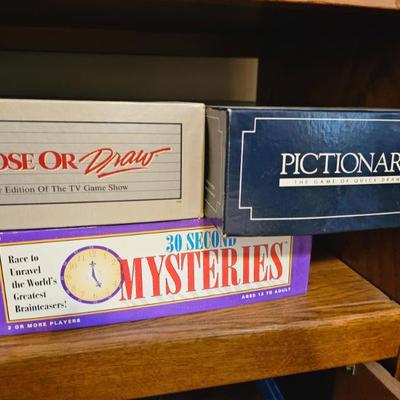 OSE OR Draw
Edition Of The TV Game Show
PICTIONAR
THE GAME OF QUICK DRAW
30 SECOND
MYSTERIES
Race to
Unravel
the World's
Greatest
Brainteasers!
2 OR MORE PLAYERS
AGES 12 TO ADULT